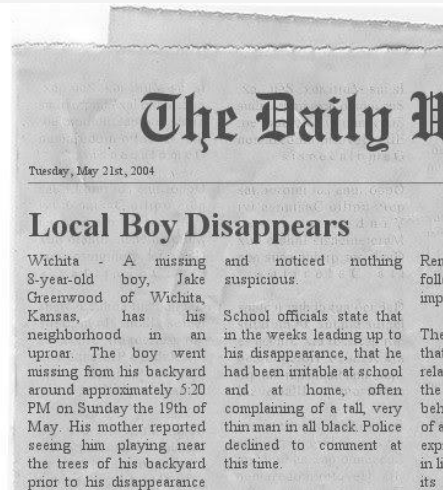 The Daily
Tuesday, May 21st, 2004
Local Boy Disappears
Wichita - A missing
8-year-old boy, Jake
Greenwood of Wichita,
Kansas, has his
neighborhood in an
uproar. The boy went
missing from his backyard
around approximately 5:20
PM on Sunday the 19th of
May. His mother reported
seeing him playing near
the trees of his backyard
prior to his disappearance
and noticed nothing
suspicious.
School officials state that
in the weeks leading up to
his disappearance, that he
had been irritable at school
and at home, often
complaining of a tall, very
thin man in all black. Police
declined to comment at
this time.